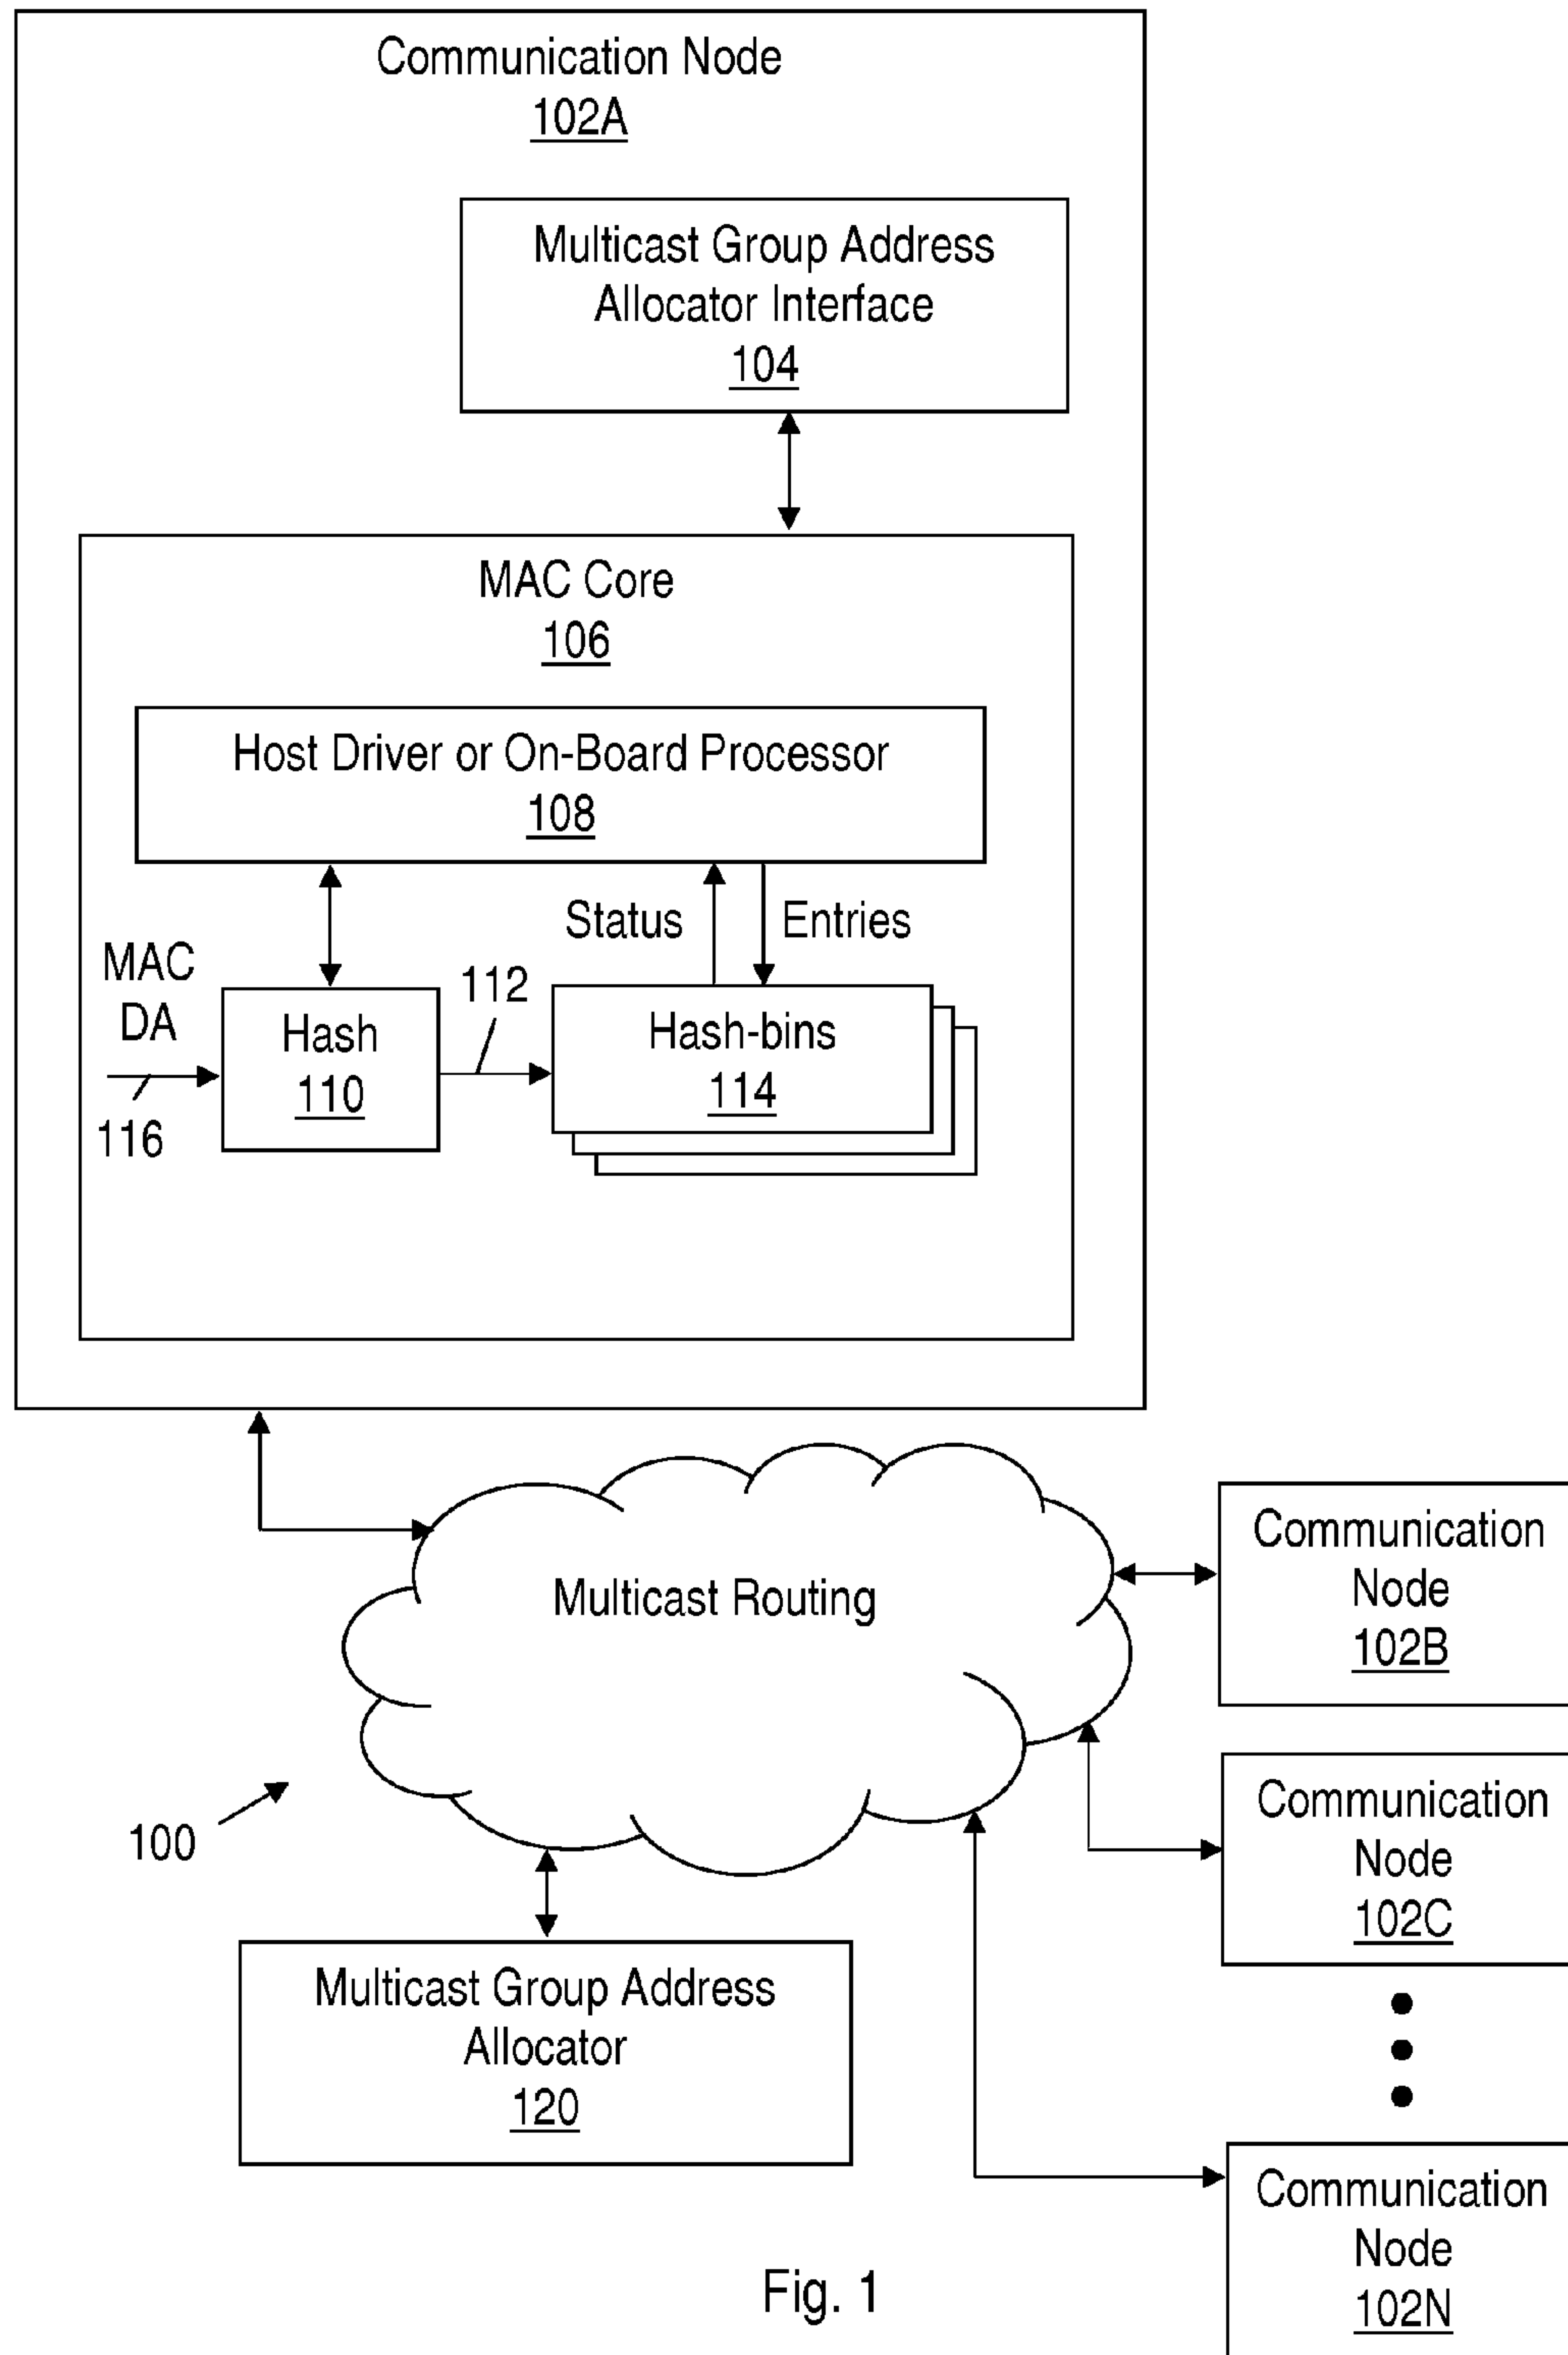 Communication Node
102A
Multicast Group Address
Allocator Interface
104
MAC Core
106
Host Driver or On-Board Processor
108
Status
Entries
MAC
DA
112
Hash
110
Hash-bins
114
116
Multicast Routing
Communication
Node
102B
Communication
Node
102C
100
Multicast Group Address
Allocator
120
Communication
Node
102N
Fig. 1